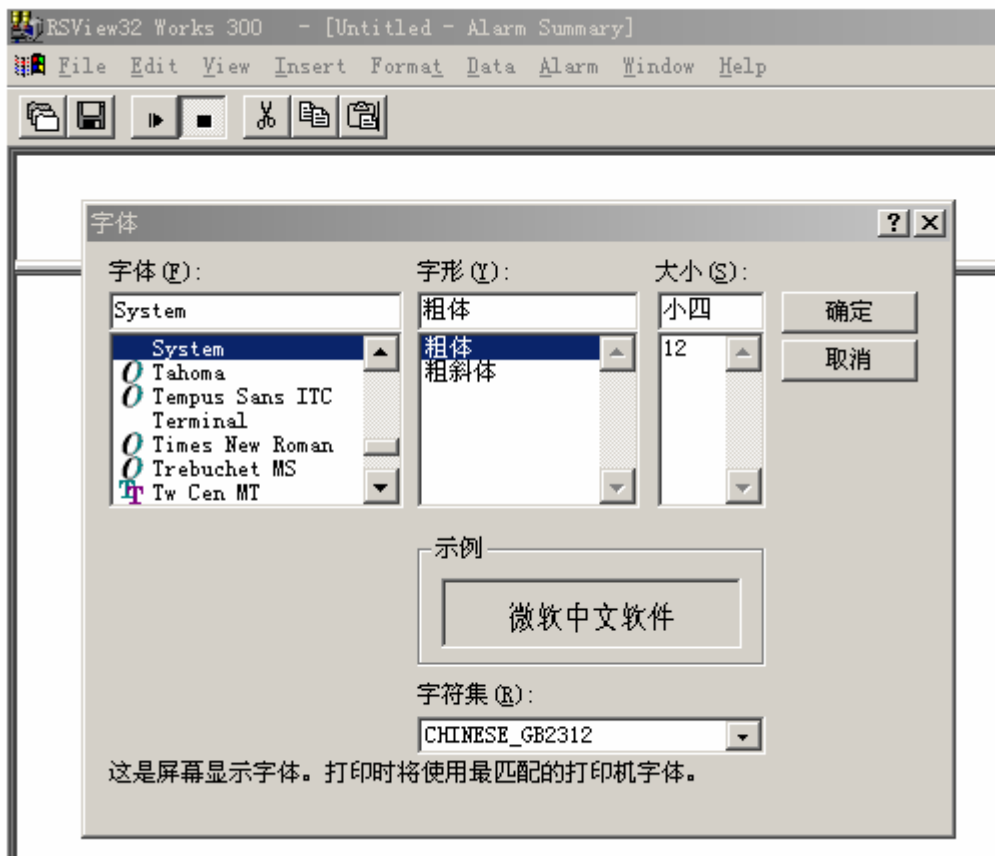 RSView32 Works 300 - [Untitled - Alarm Summary]
File Edit View Insert Format Data Alarm Window Help
字体
字体(F): 字形(Y): 大小(S):
System 粗体 小四 确定
System 粗体 12 取消
Tahoma 粗斜体
Tempus Sans ITC
Terminal
Times New Roman
Trebuchet MS
Tw Cen MT
示例
微软中文软件
字符集(R):
CHINESE_GB2312
这是屏幕显示字体。打印时将使用最匹配的打印机字体。